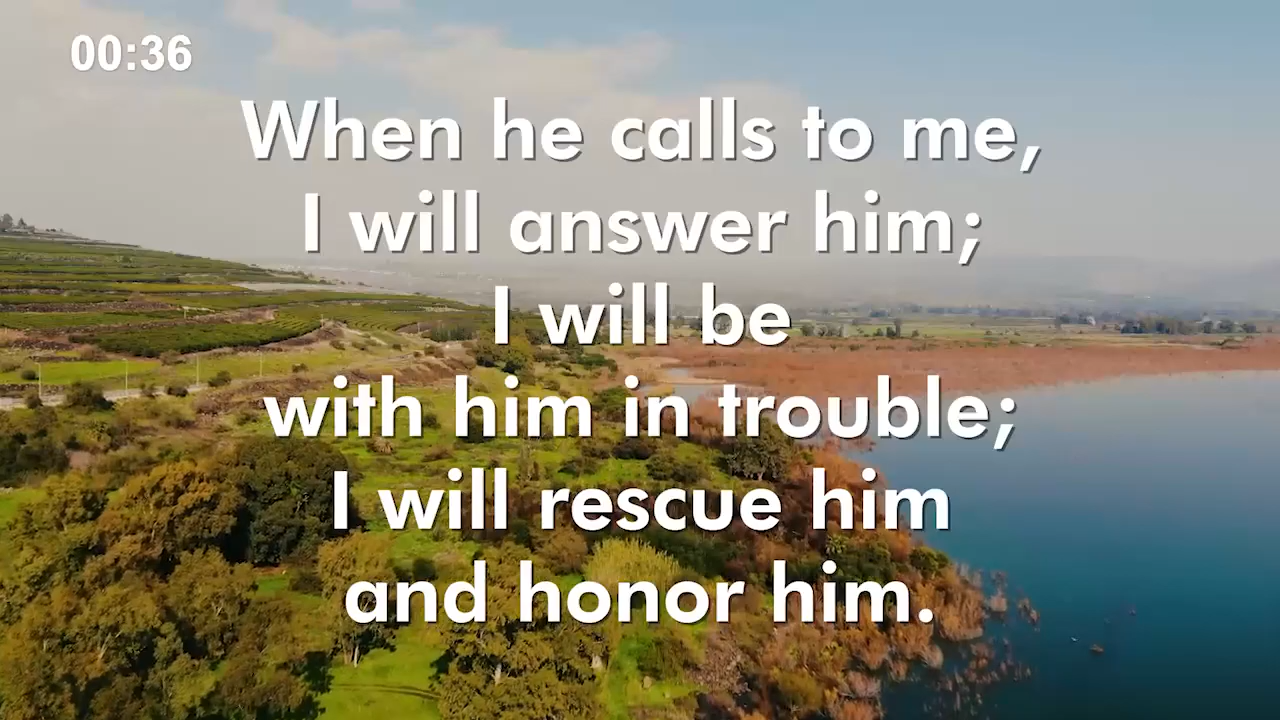 00:36
When he calls to me,
I will answer him;
I will be
with him in trouble;
I will rescue him
and honor him.